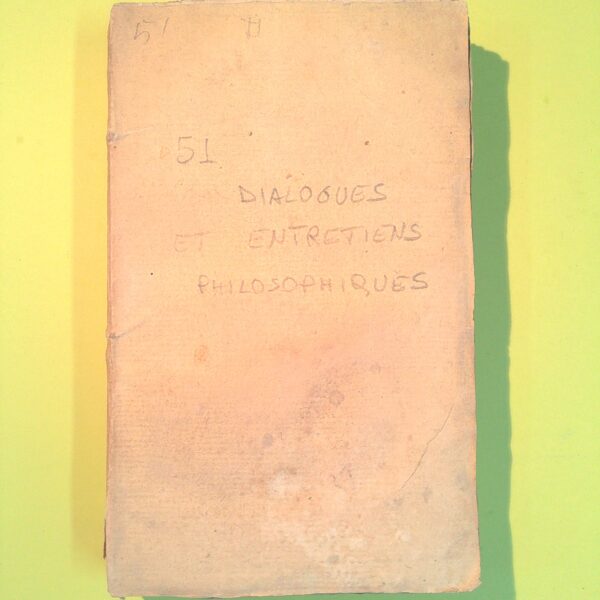 51
51
DIALOGUES
ET ENTRETIENS
PHILOSOPHIQUES